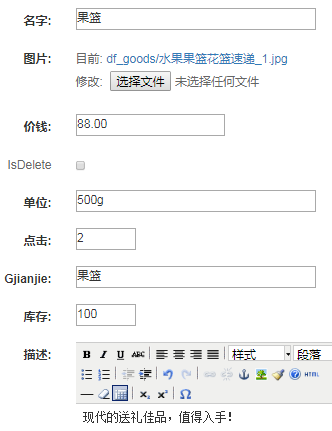 名字: 果篮
图片: 目前: df_goods/水果果篮花篮速递_1.jpg
修改: 选择文件 未选择任何文件
价钱: 88.00
IsDelete
单位: 500g
点击: 2
Gjianjie: 果篮
库存: 100
描述: B I U ABC 样式 段落
HTML
现代的送礼佳品，值得入手！